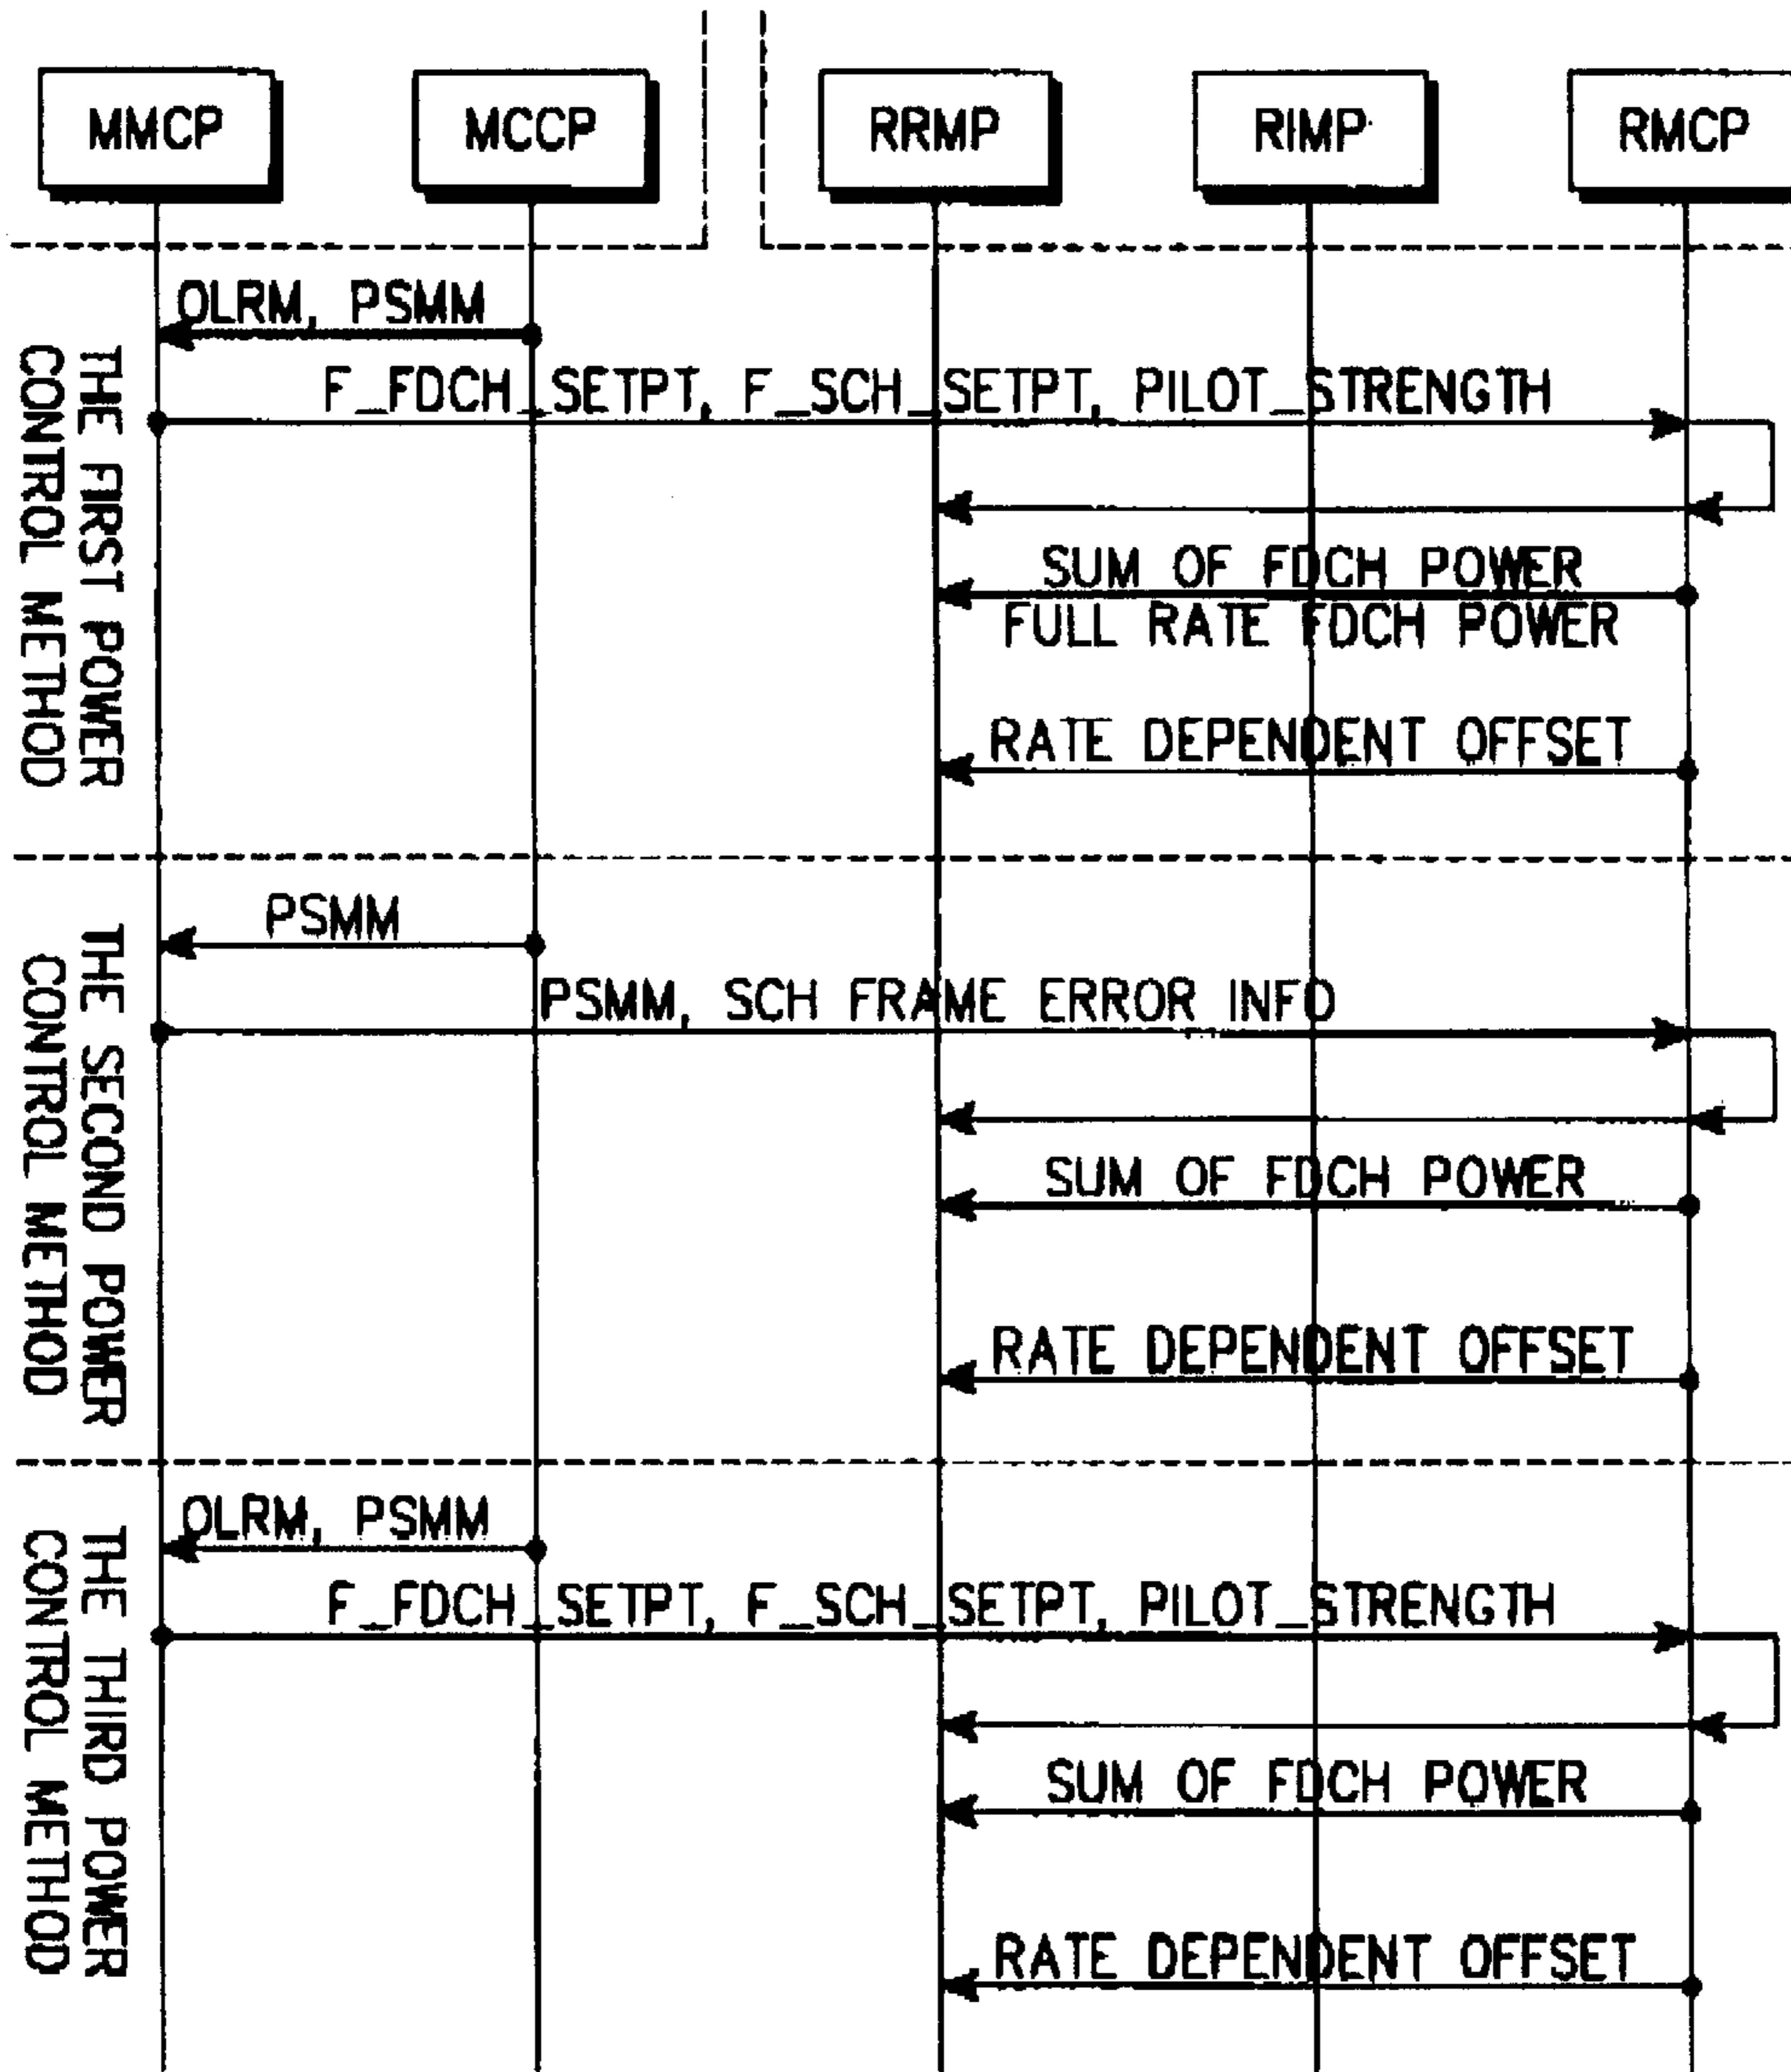 MMCP
MCCP
RRMP
RIMP
RMCP
THE FIRST POWER
CONTROL METHOD
OLRM, PSMM
F_FDCH_SETPT, F_SCH_SETPT, PILOT_STRENGTH
SUM OF FDCH POWER
FULL RATE FDCH POWER
RATE DEPENDENT OFFSET
THE SECOND POWER
CONTROL METHOD
PSMM
PSMM, SCH FRAME ERROR INFO
SUM OF FDCH POWER
RATE DEPENDENT OFFSET
THE THIRD POWER
CONTROL METHOD
OLRM, PSMM
F_FDCH_SETPT, F_SCH_SETPT, PILOT_STRENGTH
SUM OF FDCH POWER
RATE DEPENDENT OFFSET